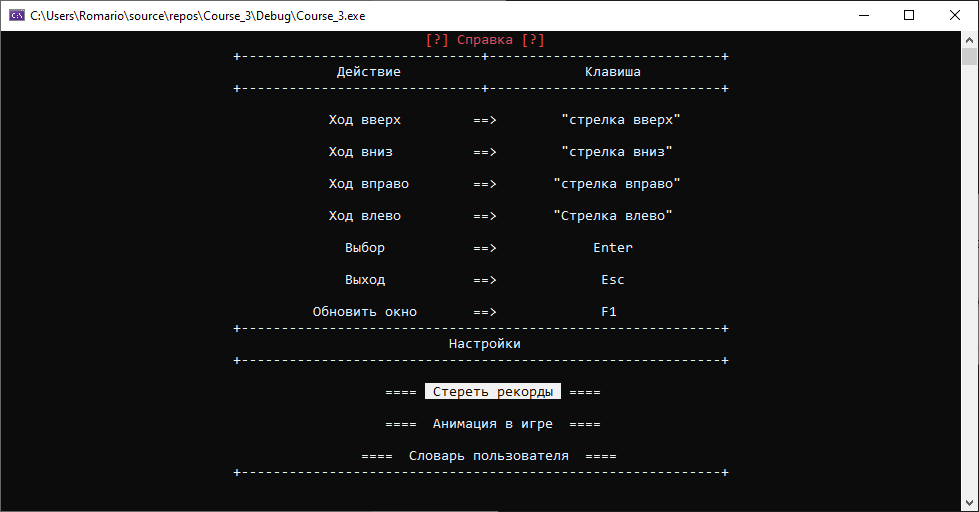 C:\Users\Romario\source\repos\Course_3\Debug\Course_3.exe
[?] Справка [?]
+------------------------------+-----------------------------+
Действие Клавиша
+------------------------------+-----------------------------+
Ход вверх ==> "стрелка вверх"
Ход вниз ==> "стрелка вниз"
Ход вправо ==> "стрелка вправо"
Ход влево ==> "Стрелка влево"
Выбор ==> Enter
Выход ==> Esc
Обновить окно ==> F1
+------------------------------------------------------------+
Настройки
+------------------------------------------------------------+
==== Стереть рекорды ====
==== Анимация в игре ====
==== Словарь пользователя ====
+------------------------------------------------------------+